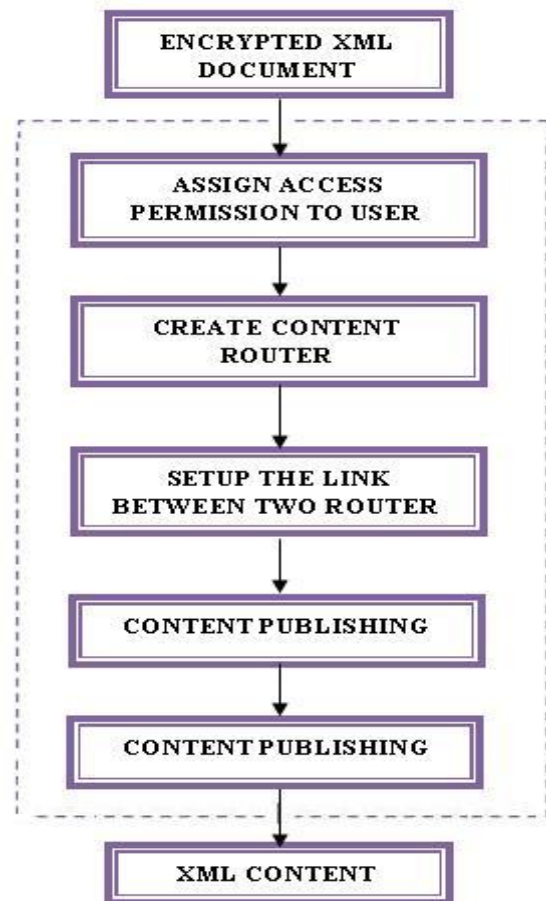 ENCRYPTED XML
DOCUMENT
ASSIGN ACCESS
PERMISSION TO USER
CREATE CONTENT
ROUTER
SETUP THE LINK
BETWEEN TWO ROUTER
CONTENT PUBLISHING
CONTENT PUBLISHING
XML CONTENT